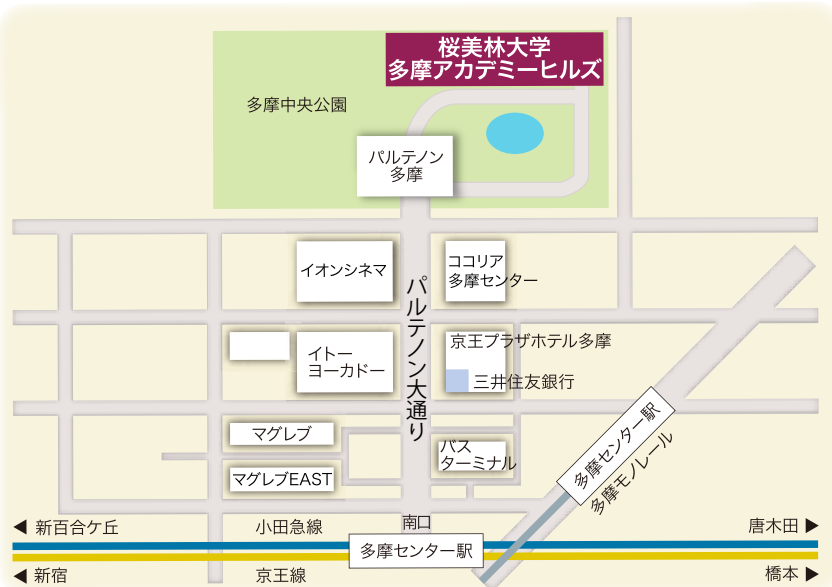 桜美林大学
多摩アカデミーヒルズ
多摩中央公園
パルテノン
多摩
イオンシネマ
ココリア
多摩センター
パルテノン大通り
イトー
ヨーカドー
京王プラザホテル多摩
三井住友銀行
マグレブ
バス
ターミナル
マグレブEAST
多摩センター駅
多摩モノレール
◀ 新百合ケ丘
小田急線
南口
唐木田 ▶
多摩センター駅
◀ 新宿
京王線
橋本 ▶